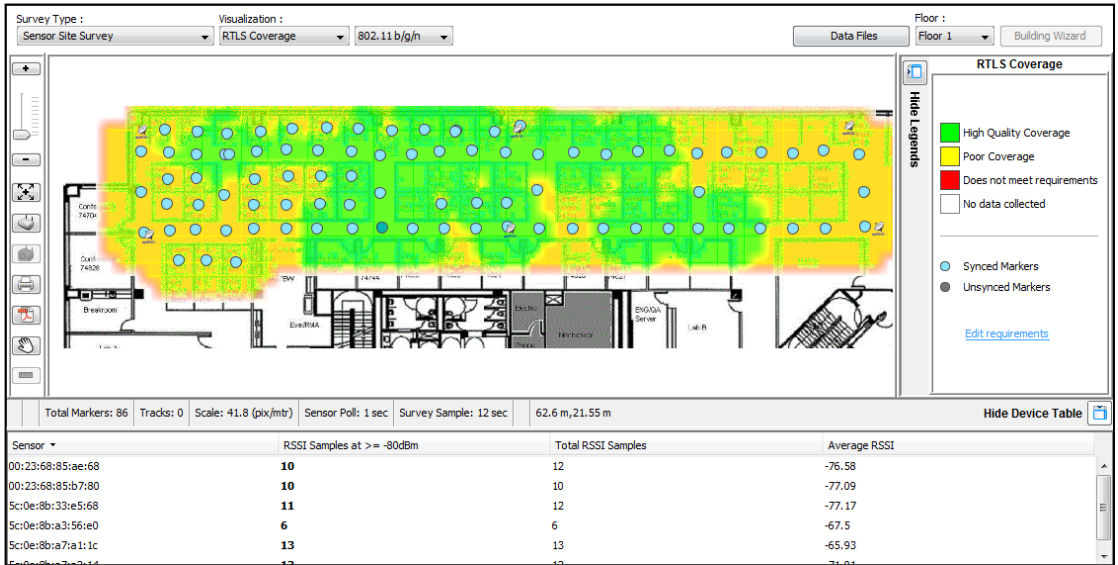 Survey Type :
Visualization :
Floor :
Sensor Site Survey
RTLS Coverage
802.11 b/g/n
Data Files
Floor 1
Building Wizard
RTLS Coverage
Hide Legends
High Quality Coverage
Poor Coverage
Does not meet requirements
No data collected
Synced Markers
Unsynced Markers
Edit requirements
74704
74828
74744
Breakroom
Electric
Mechanical
ENG/QA
Server
Lab B
Total Markers: 86
Tracks: 0
Scale: 41.8 (pix/mtr)
Sensor Poll: 1 sec
Survey Sample: 12 sec
62.6 m,21.55 m
Hide Device Table
Sensor
RSSI Samples at >= -80dBm
Total RSSI Samples
Average RSSI
00:23:68:85:ae:68 10 12 -76.58
00:23:68:85:b7:80 10 10 -77.09
5c:0e:8b:33:e5:68 11 12 -77.17
5c:0e:8b:a3:56:e0 6 6 -67.5
5c:0e:8b:a7:a1:1c 13 13 -65.93